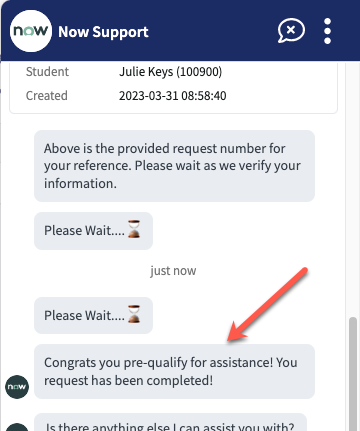 now Now Support
Student Julie Keys (100900)
Created 2023-03-31 08:58:40
Above is the provided request number for
your reference. Please wait as we verify your
information.
Please Wait....⏳
just now
Please Wait....⏳
Congrats you pre-qualify for assistance! You
request has been completed!
now
Is there anything else I can assist you with?